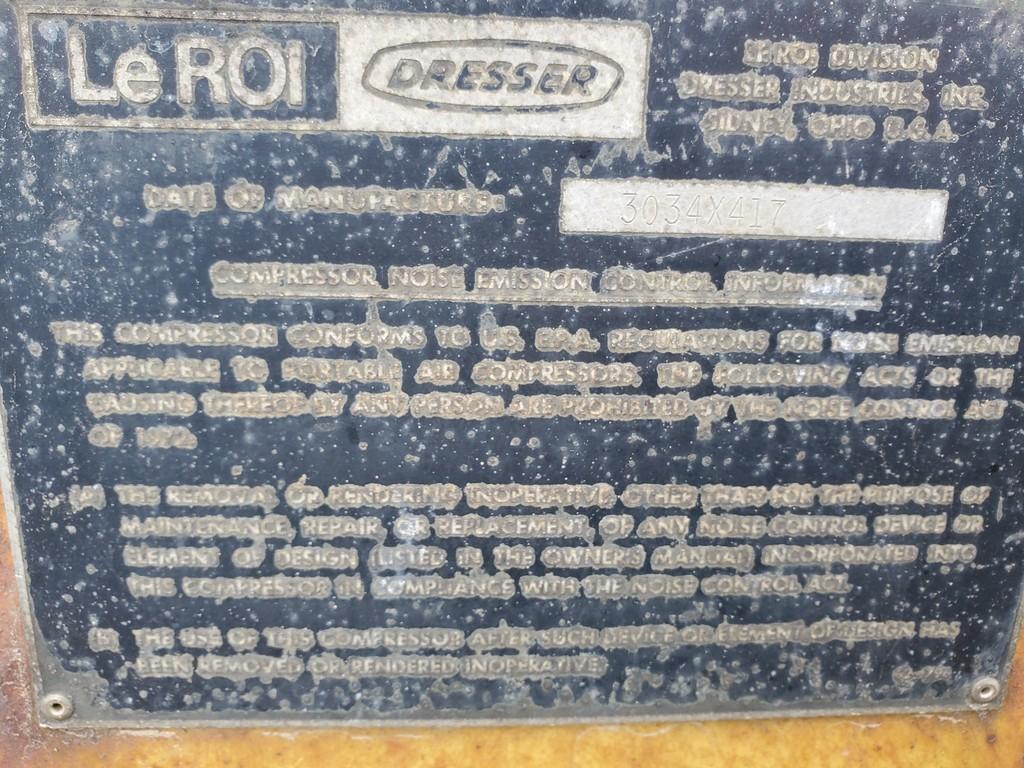 LeROI DRESSER
LEROI DIVISION
DRESSER INDUSTRIES, INC.
SIDNEY, OHIO U.S.A.
DATE OF MANUFACTURE: 3034X417
COMPRESSOR NOISE EMISSION CONTROL INFORMATION
THIS COMPRESSOR CONFORMS TO U.S. E.P.A. REGULATIONS FOR NOISE EMISSIONS
APPLICABLE TO PORTABLE AIR COMPRESSORS. THE FOLLOWING ACTS OR THE
CAUSING THEREOF BY ANY PERSON ARE PROHIBITED BY THE NOISE CONTROL ACT
OF 1972.
(A) THE REMOVAL OR RENDERING INOPERATIVE, OTHER THAN FOR THE PURPOSE OF
MAINTENANCE, REPAIR, OR REPLACEMENT, OF ANY NOISE CONTROL DEVICE OR
ELEMENT OF DESIGN (LISTED IN THE OWNER'S MANUAL) INCORPORATED INTO
THIS COMPRESSOR IN COMPLIANCE WITH THE NOISE CONTROL ACT.
(B) THE USE OF THIS COMPRESSOR AFTER SUCH DEVICE OR ELEMENT OF DESIGN HAS
BEEN REMOVED OR RENDERED INOPERATIVE.